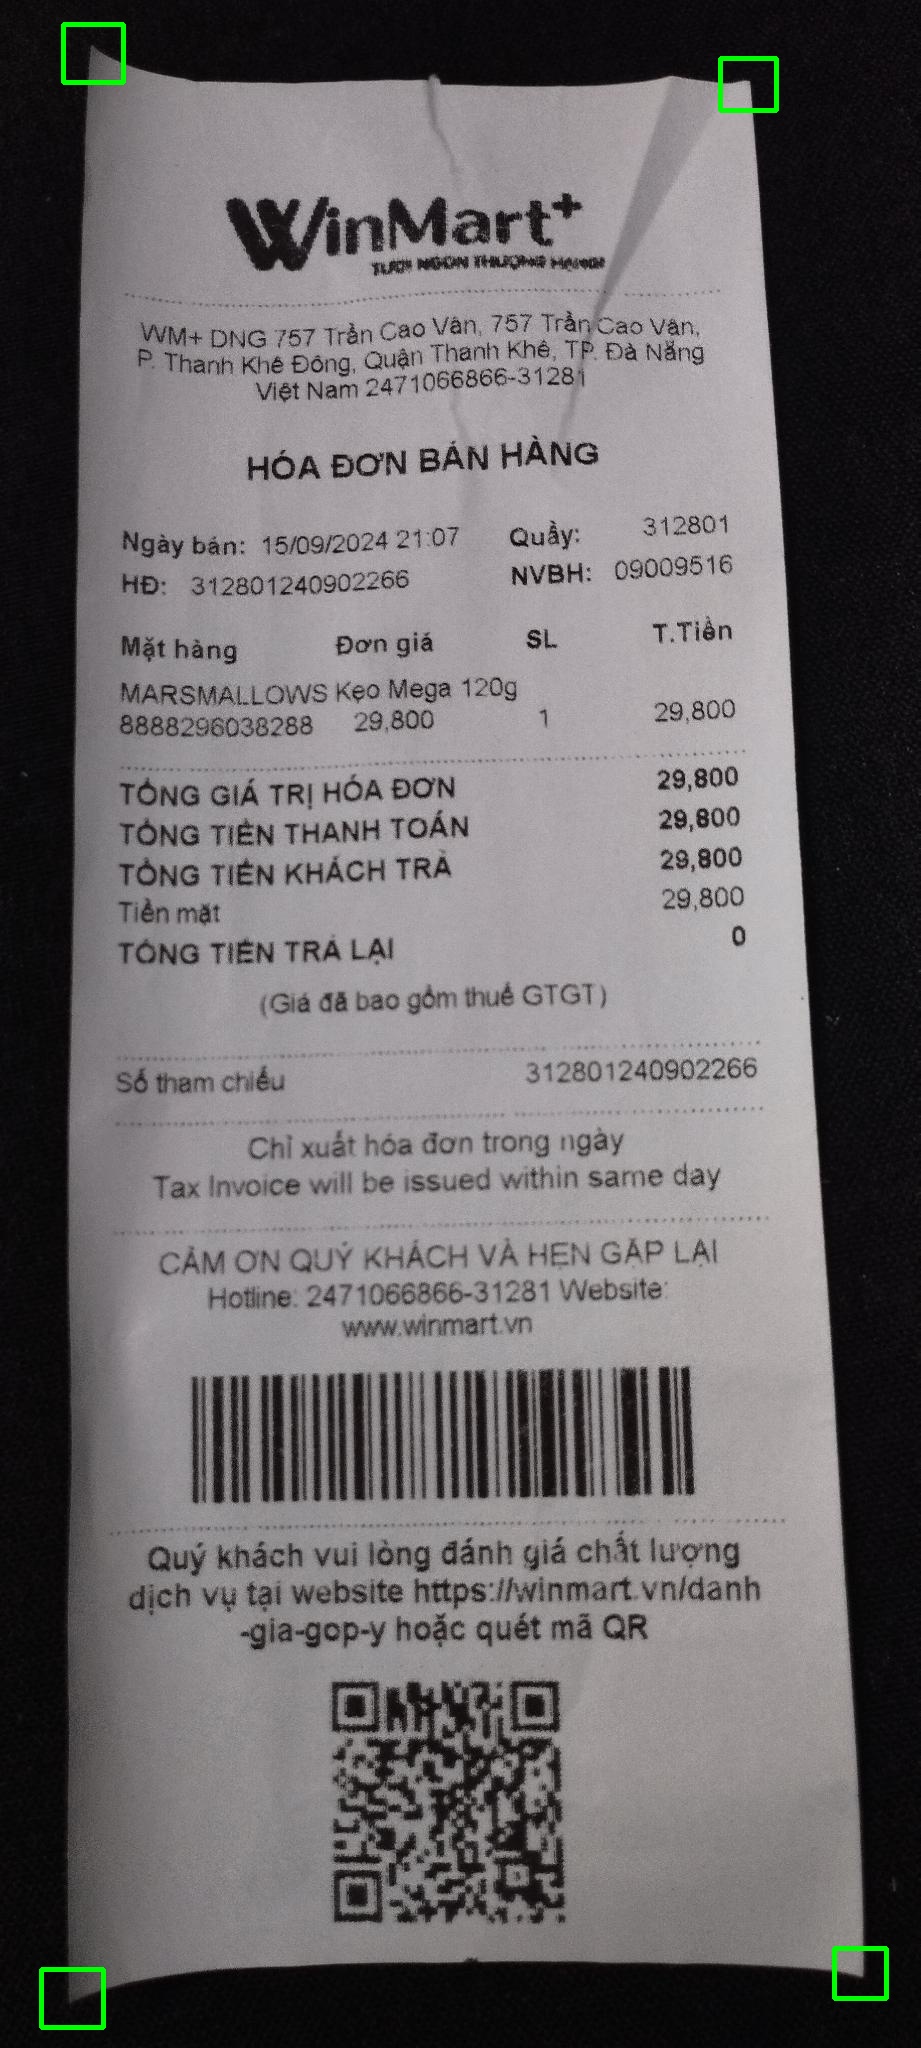 WinMart+
TƯƠI NGON THƯỢNG HẠNG
WM+ DNG 757 Trần Cao Vân, 757 Trần Cao Vân,
P. Thanh Khê Đông, Quận Thanh Khê, TP. Đà Nẵng
Việt Nam 2471066866-31281
HÓA ĐƠN BÁN HÀNG
Ngày bán: 15/09/2024 21:07 Quầy: 312801
HĐ: 312801240902266 NVBH: 09009516
Mặt hàng Đơn giá SL T.Tiền
MARSMALLOWS Kẹo Mega 120g
8888296038288 29,800 1 29,800
TỔNG GIÁ TRỊ HÓA ĐƠN 29,800
TỔNG TIỀN THANH TOÁN 29,800
TỔNG TIỀN KHÁCH TRẢ 29,800
Tiền mặt 29,800
TỔNG TIỀN TRẢ LẠI 0
(Giá đã bao gồm thuế GTGT)
Số tham chiếu 312801240902266
Chỉ xuất hóa đơn trong ngày
Tax Invoice will be issued within same day
CẢM ƠN QUÝ KHÁCH VÀ HẸN GẶP LẠI
Hotline: 2471066866-31281 Website:
www.winmart.vn
Quý khách vui lòng đánh giá chất lượng
dịch vụ tại website https://winmart.vn/danh
-gia-gop-y hoặc quét mã QR